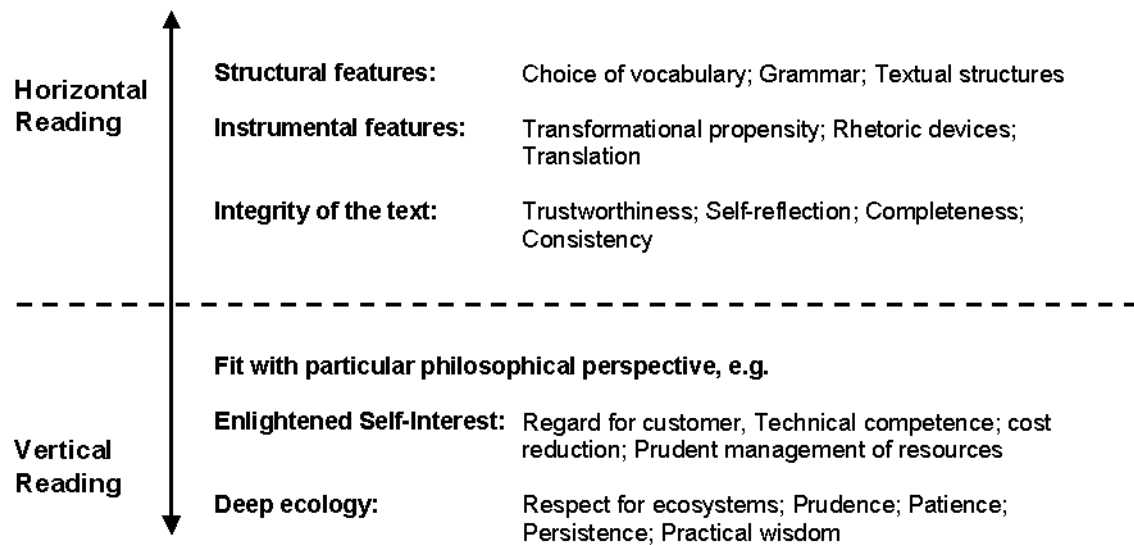 Horizontal
Reading
Structural features: Choice of vocabulary; Grammar; Textual structures
Instrumental features: Transformational propensity; Rhetoric devices;
Translation
Integrity of the text: Trustworthiness; Self-reflection; Completeness;
Consistency
Vertical
Reading
Fit with particular philosophical perspective, e.g.
Enlightened Self-Interest: Regard for customer, Technical competence; cost
reduction; Prudent management of resources
Deep ecology: Respect for ecosystems; Prudence; Patience;
Persistence; Practical wisdom